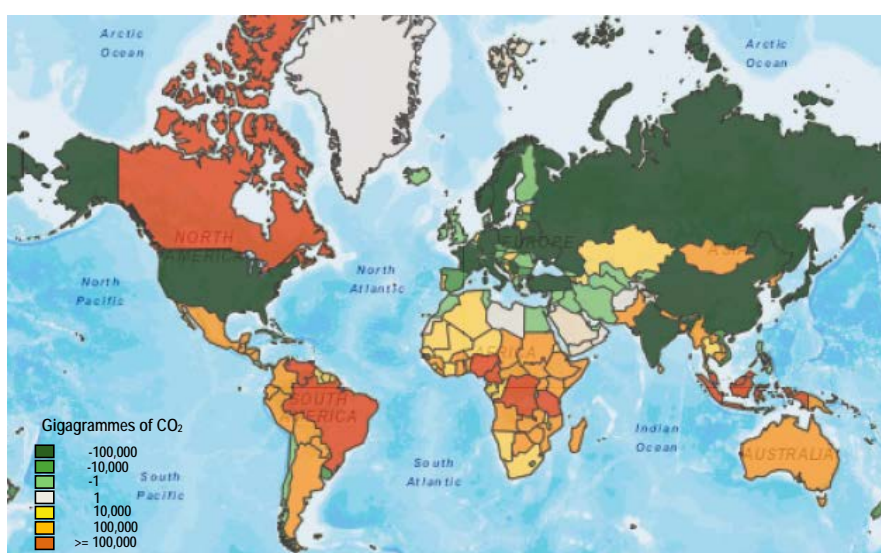 Arctic
Ocean
Arctic
Ocean
NORTH
AMERICA
EUROPE
ASIA
North
Pacific
North
Atlantic
AFRICA
SOUTH
AMERICA
Gigagrammes of CO₂
-100,000
-10,000
-1
1
10,000
100,000
>= 100,000
South
Pacific
South
Atlantic
Indian
Ocean
AUSTRALIA